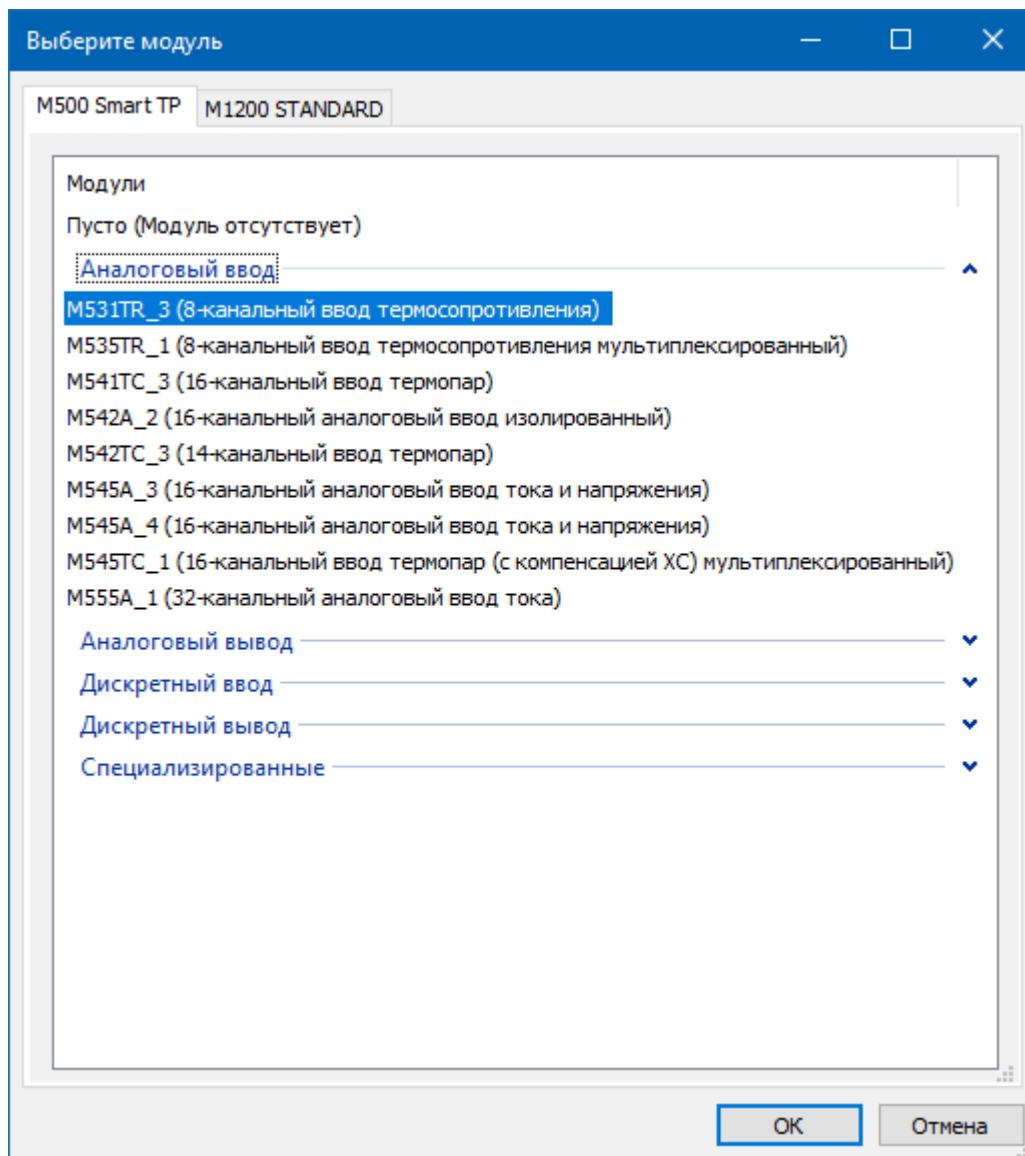 Выберите модуль
M500 Smart TP
M1200 STANDARD
Модули
Пусто (Модуль отсутствует)
Аналоговый ввод
M531TR_3 (8-канальный ввод термосопротивления)
M535TR_1 (8-канальный ввод термосопротивления мультиплексированный)
M541TC_3 (16-канальный ввод термопар)
M542A_2 (16-канальный аналоговый ввод изолированный)
M542TC_3 (14-канальный ввод термопар)
M545A_3 (16-канальный аналоговый ввод тока и напряжения)
M545A_4 (16-канальный аналоговый ввод тока и напряжения)
M545TC_1 (16-канальный ввод термопар (с компенсацией ХС) мультиплексированный)
M555A_1 (32-канальный аналоговый ввод тока)
Аналоговый вывод
Дискретный ввод
Дискретный вывод
Специализированные
OK
Отмена